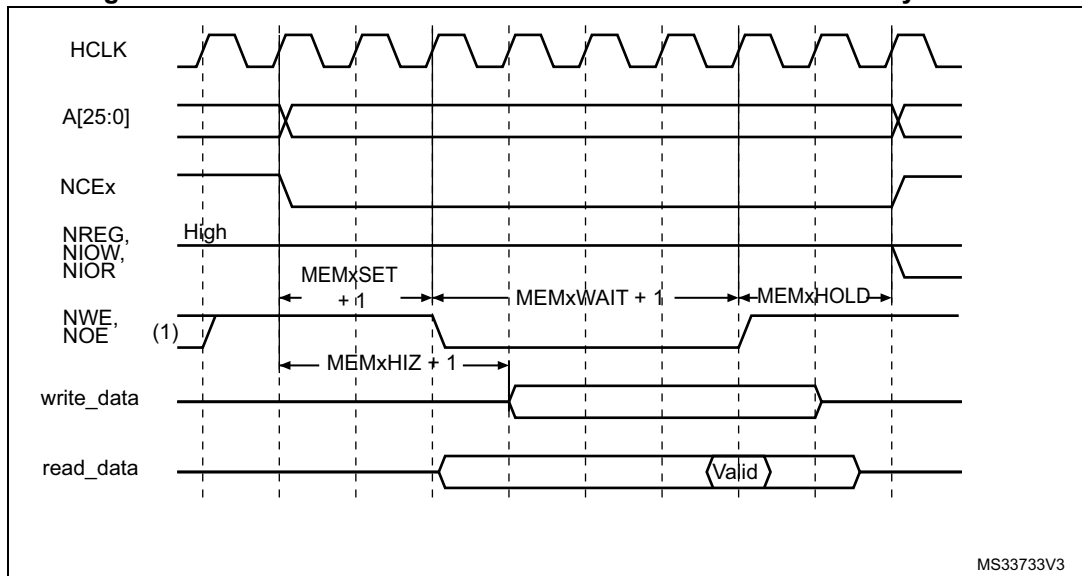 HCLK
A[25:0]
NCEx
NREG,
NIOW,
NIOR
High
MEMxSET
+ 1
MEMxWAIT + 1
MEMxHOLD
NWE,
NOE
(1)
MEMxHIZ + 1
write_data
read_data
Valid
MS33733V3